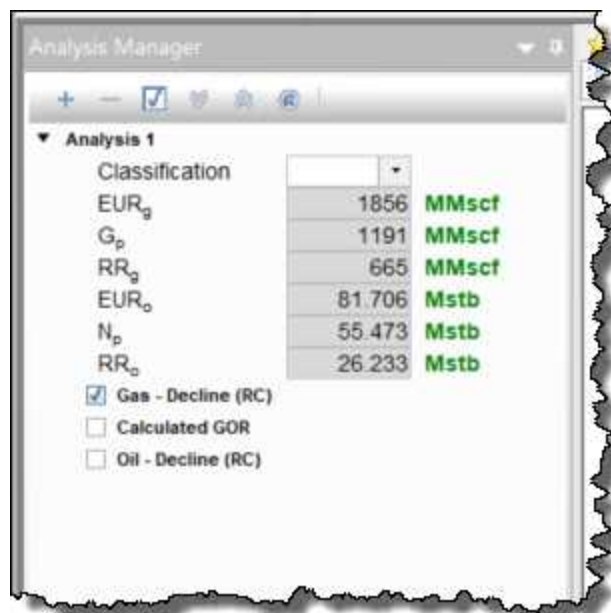 Analysis Manager
Analysis 1
Classification
EURg 1856 MMscf
Gp 1191 MMscf
RRg 665 MMscf
EURo 81.706 Mstb
Np 55.473 Mstb
RRo 26.233 Mstb
Gas - Decline (RC)
Calculated GOR
Oil - Decline (RC)